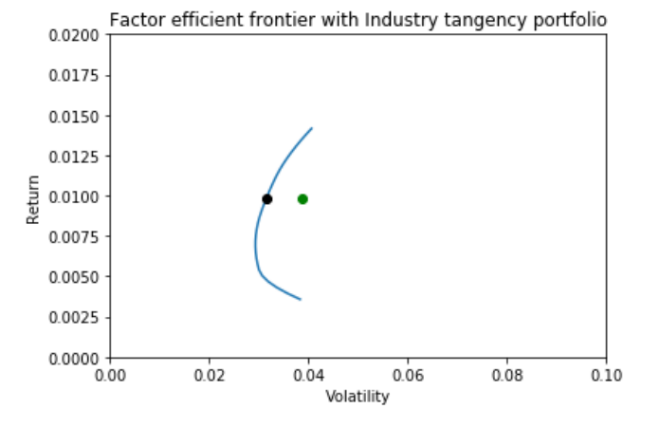 Factor efficient frontier with Industry tangency portfolio
0.0200
0.0175
0.0150
0.0125
0.0100
0.0075
0.0050
0.0025
0.0000
Return
0.00 0.02 0.04 0.06 0.08 0.10
Volatility